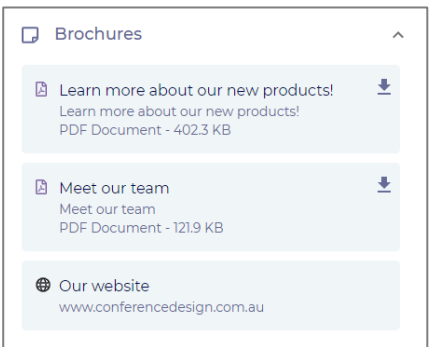 Brochures
Learn more about our new products!
Learn more about our new products!
PDF Document - 402.3 KB
Meet our team
Meet our team
PDF Document - 121.9 KB
Our website
www.conferencedesign.com.au